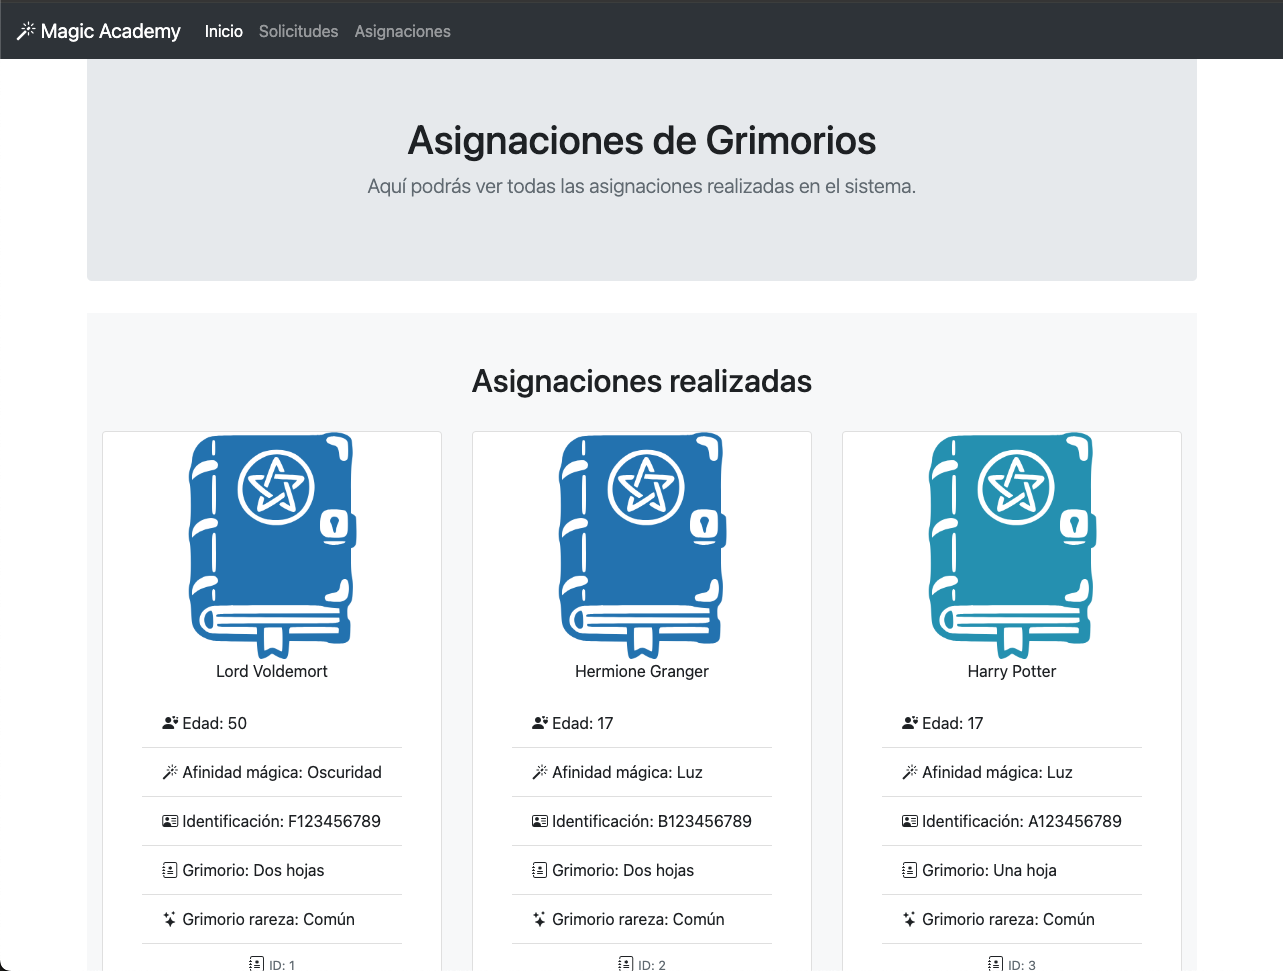 Magic Academy Inicio Solicitudes Asignaciones
Asignaciones de Grimorios
Aquí podrás ver todas las asignaciones realizadas en el sistema.
Asignaciones realizadas
Lord Voldemort
Edad: 50
Afinidad mágica: Oscuridad
Identificación: F123456789
Grimorio: Dos hojas
Grimorio rareza: Común
ID: 1
Hermione Granger
Edad: 17
Afinidad mágica: Luz
Identificación: B123456789
Grimorio: Dos hojas
Grimorio rareza: Común
ID: 2
Harry Potter
Edad: 17
Afinidad mágica: Luz
Identificación: A123456789
Grimorio: Una hoja
Grimorio rareza: Común
ID: 3